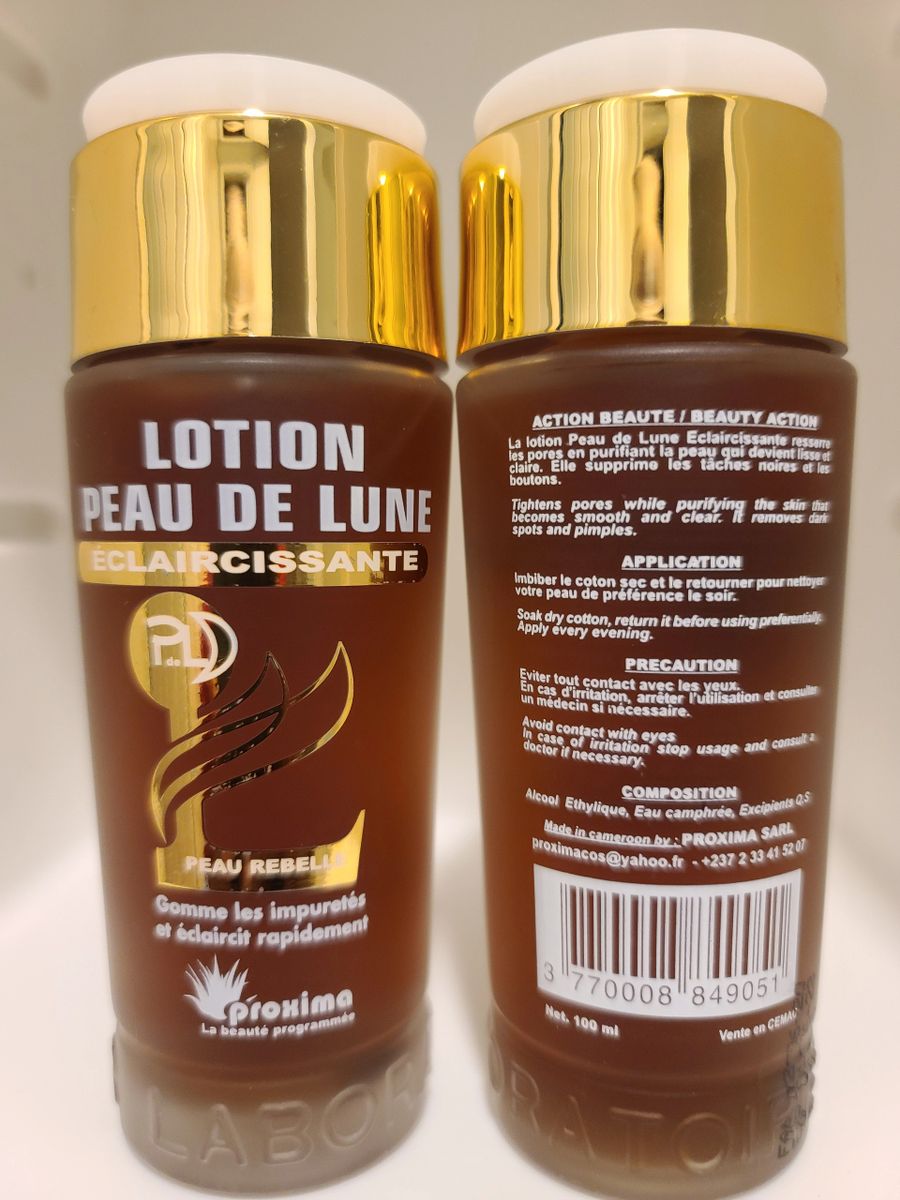 LOTION
PEAU DE LUNE
ÉCLAIRCISSANTE
PdeL
PEAU REBELLE
Gomme les impuretés
et éclaircit rapidement
proxima
La beauté programmée
LABORA
ACTION BEAUTE / BEAUTY ACTION
La lotion Peau de Lune Eclaircissante resserre
les pores en purifiant la peau qui devient lisse et
claire. Elle supprime les tâches noires et les
boutons.
Tightens pores while purifying the skin that
becomes smooth and clear. It removes dark
spots and pimples.
APPLICATION
Imbiber le coton sec et le retourner pour nettoyer
votre peau de préférence le soir.
Soak dry cotton, return it before using preferentially.
Apply every evening.
PRECAUTION
Eviter tout contact avec les yeux.
En cas d'irritation, arrêter l'utilisation et consulter
un médecin si nécessaire.
Avoid contact with eyes
In case of irritation stop usage and consult a
doctor if necessary.
COMPOSITION
Alcool Ethylique, Eau camphrée, Excipients Q,S
Made in cameroon by : PROXIMA SARL
proximacos@yahoo.fr - +237 2 33 41 52 07
3 770008 849051
Net. 100 ml
Vente en CEMAC
ORATOI